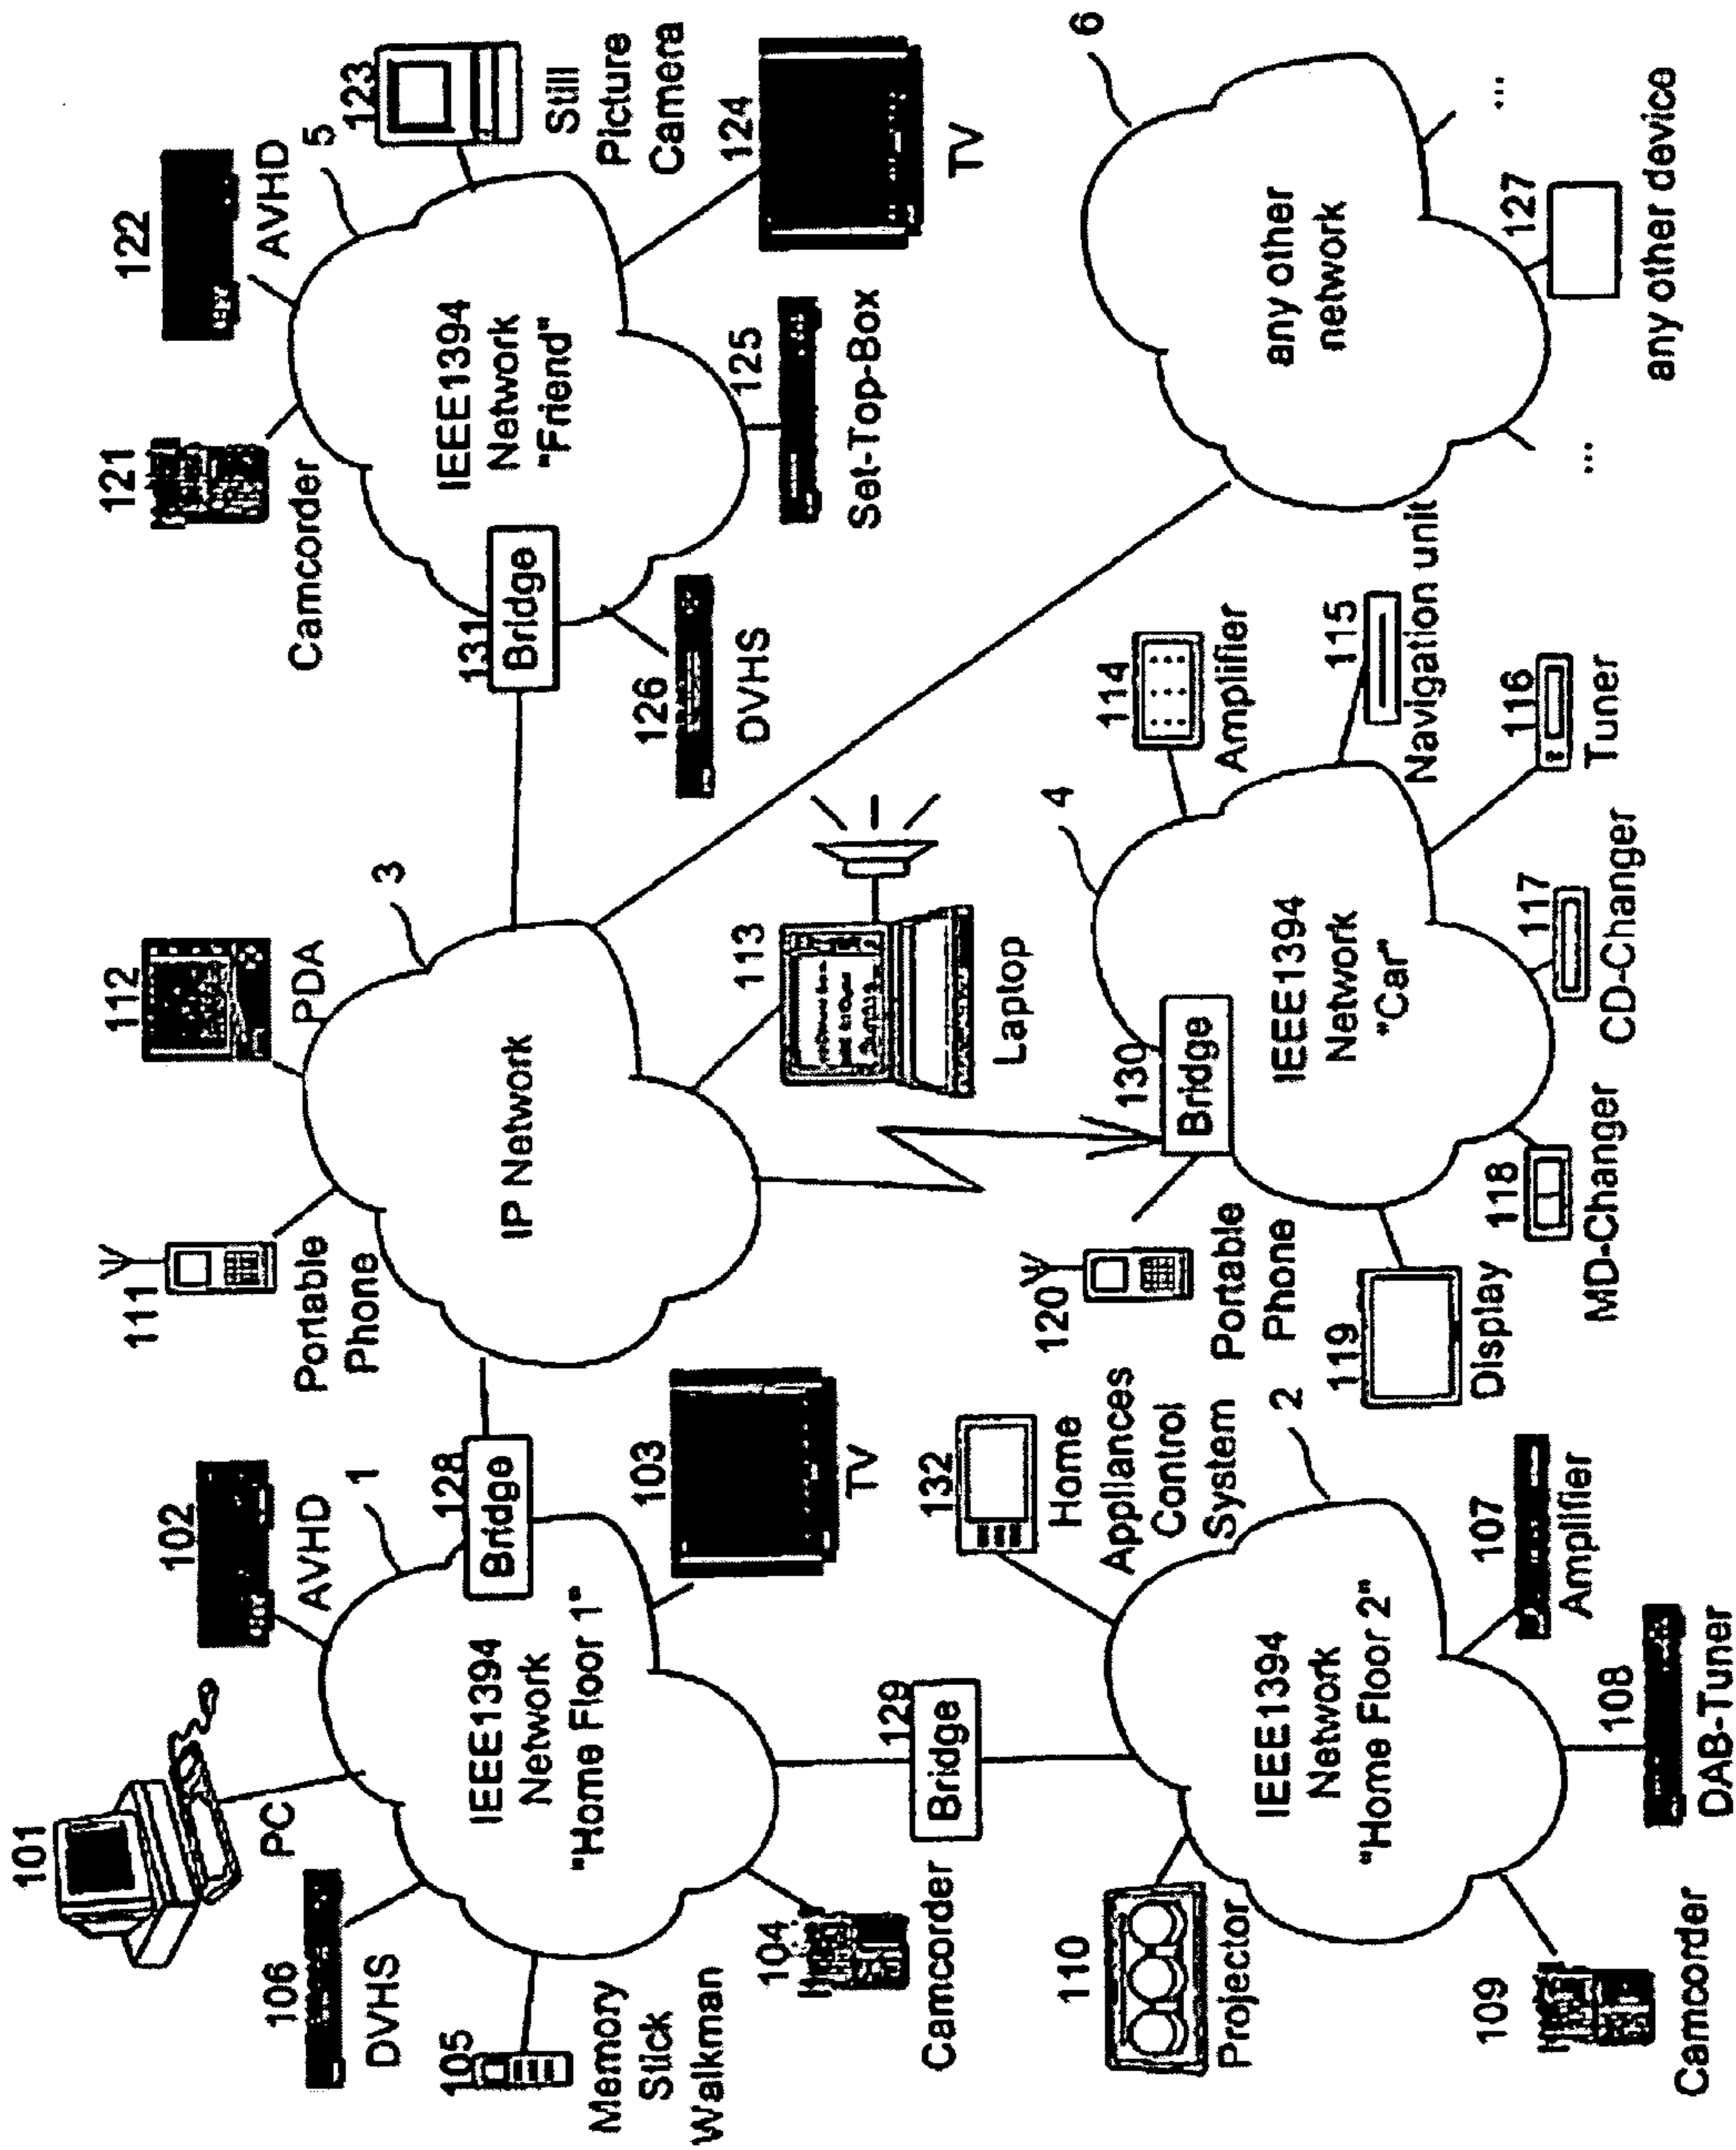 101
PC
102
AVHD
1
106
DVHS
105
Memory
Stick
Walkman
IEEE1394
Network
"Home Floor 1"
128
Bridge
103
TV
104
Camcorder
129
Bridge
111
Portable
Phone
112
PDA
3
IP Network
113
Laptop
121
Camcorder
122
AVHD
5
123
Still
Picture
Camera
IEEE1394
Network
"Friend"
131
Bridge
124
TV
125
Set-Top-Box
126
DVHS
132
Home
Appliances
Control
System
2
110
Projector
IEEE1394
Network
"Home Floor 2"
107
Amplifier
108
DAB-Tuner
109
Camcorder
120
Portable
Phone
130
Bridge
4
114
Amplifier
IEEE1394
Network
"Car"
115
Navigation unit
116
Tuner
117
CD-Changer
118
MD-Changer
119
Display
6
any other
network
127
any other device
...
...